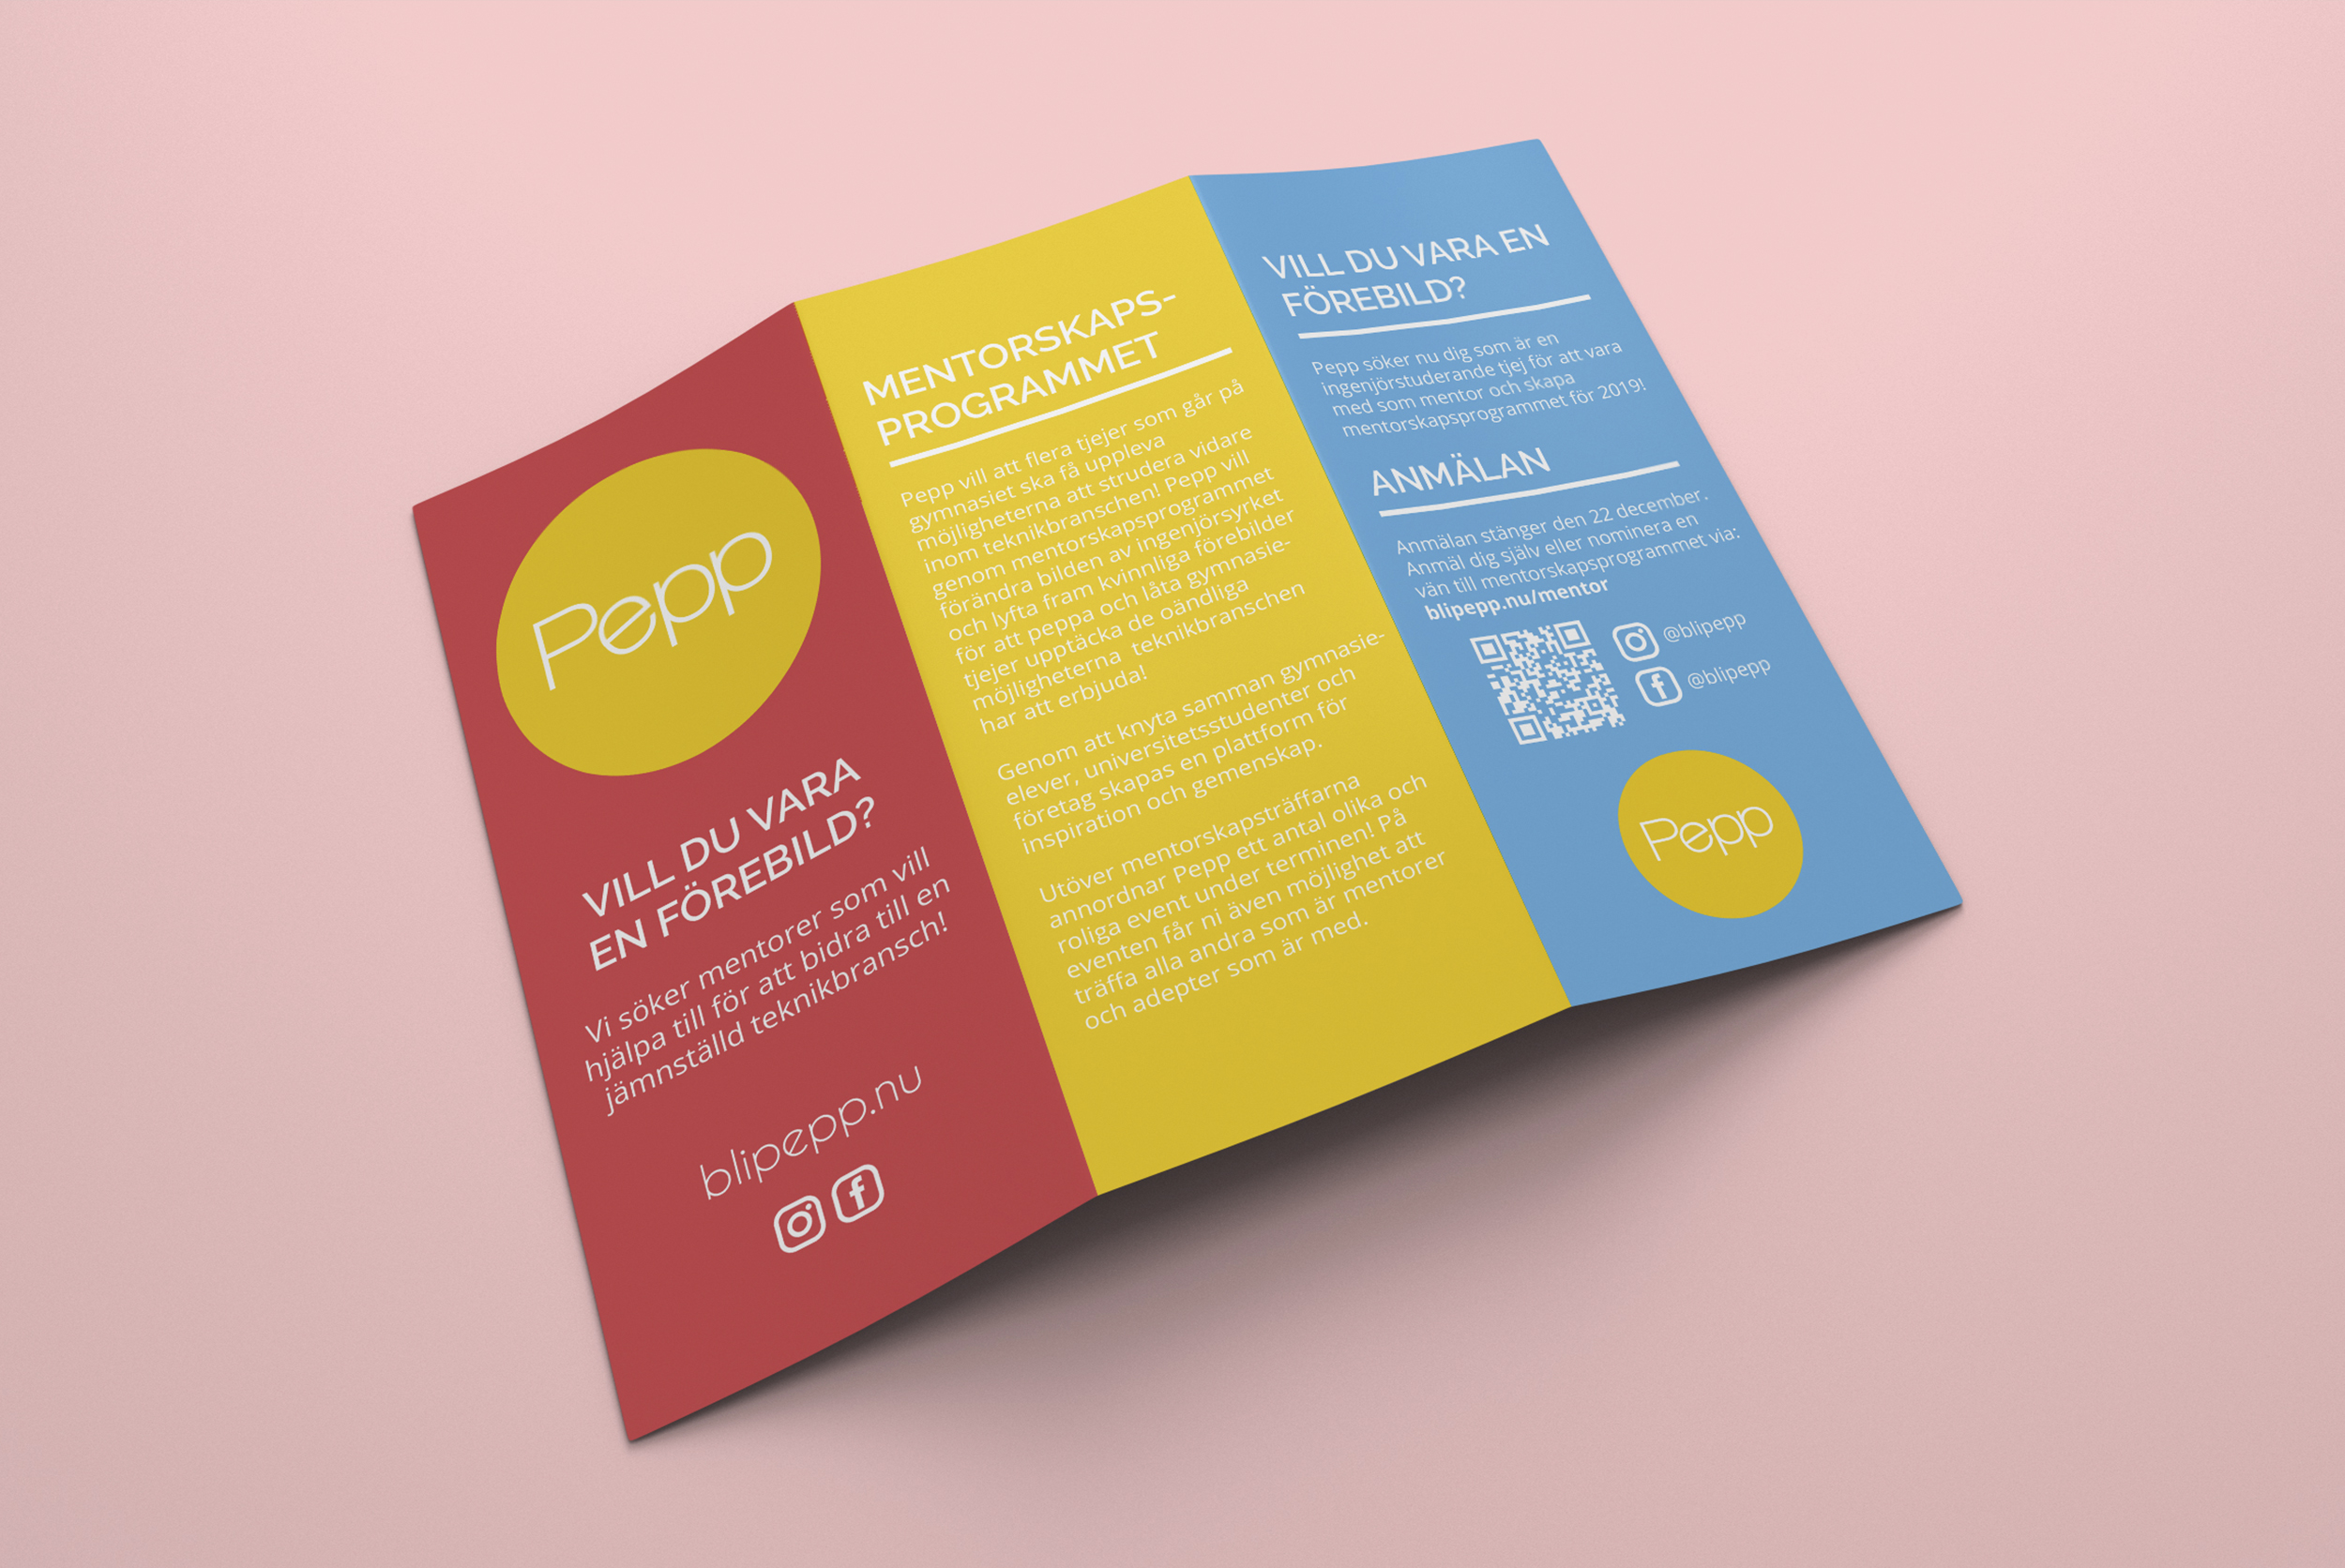 Pepp
VILL DU VARA
EN FÖREBILD?
Vi söker mentorer som vill
hjälpa till för att bidra till en
jämnställd teknikbransch!
blipepp.nu
MENTORSKAPS-
PROGRAMMET
Pepp vill att flera tjejer som går på
gymnasiet ska få uppleva
möjligheterna att strudera vidare
inom teknikbranschen! Pepp vill
genom mentorskapsprogrammet
förändra bilden av ingenjörsyrket
och lyfta fram kvinnliga förebilder
för att peppa och låta gymnasie-
tjejer upptäcka de oändliga
möjligheterna teknikbranschen
har att erbjuda!
Genom att knyta samman gymnasie-
elever, universitetsstudenter och
företag skapas en plattform för
inspiration och gemenskap.
Utöver mentorskapsträffarna
annordnar Pepp ett antal olika och
roliga event under terminen! På
eventen får ni även möjlighet att
träffa alla andra som är mentorer
och adepter som är med.
VILL DU VARA EN
FÖREBILD?
Pepp söker nu dig som är en
ingenjörstuderande tjej för att vara
med som mentor och skapa
mentorskapsprogrammet för 2019!
ANMÄLAN
Anmälan stänger den 22 december.
Anmäl dig själv eller nominera en
vän till mentorskapsprogrammet via:
blipepp.nu/mentor
@blipepp
@blipepp
Pepp